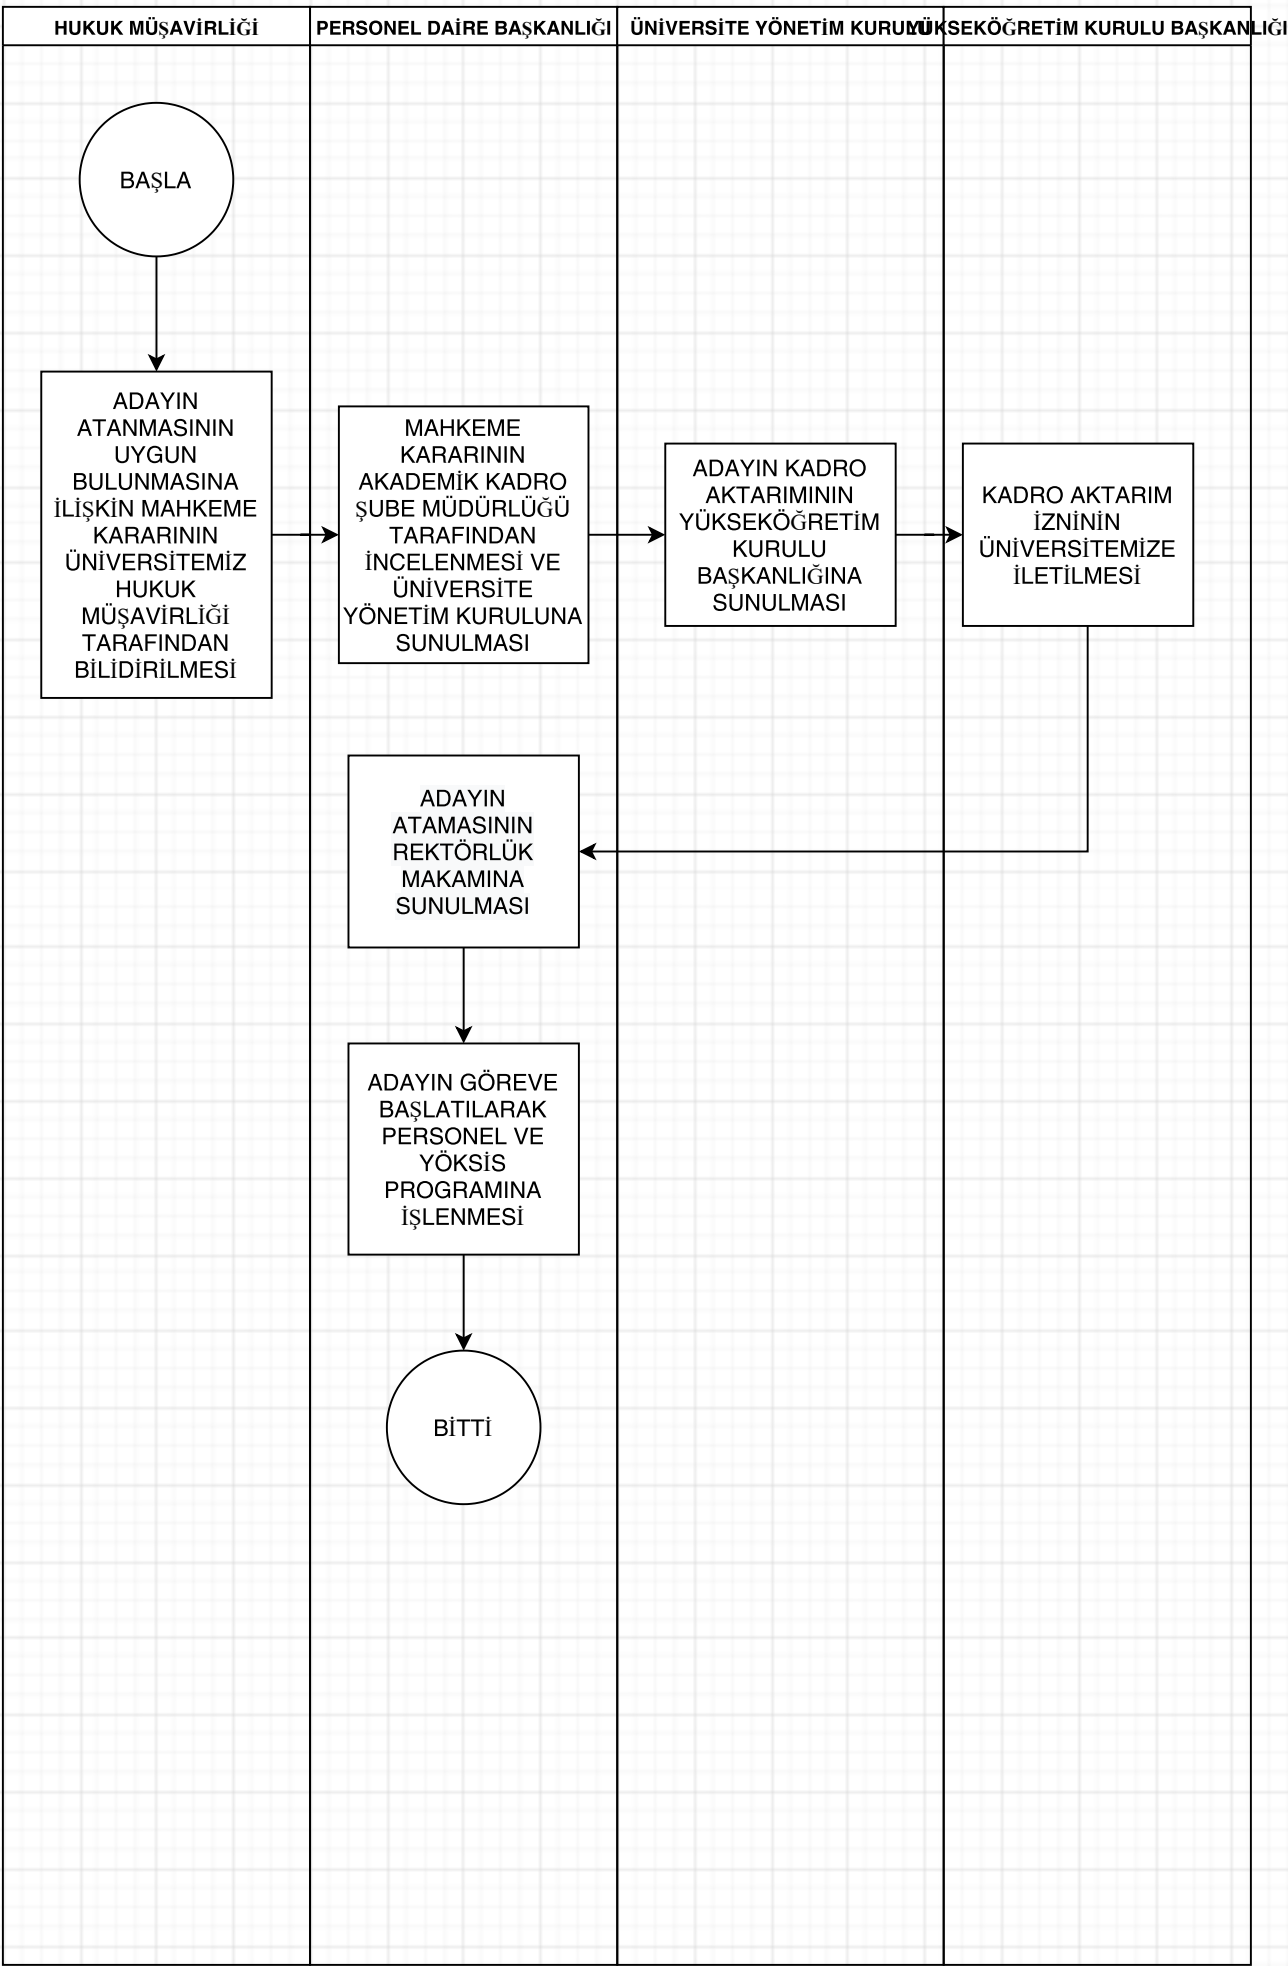 HUKUK MÜŞAVİRLİĞİ
PERSONEL DAİRE BAŞKANLIĞI
ÜNİVERSİTE YÖNETİM KURULU
YÜKSEKÖĞRETİM KURULU BAŞKANLIĞI
BAŞLA
ADAYIN
ATANMASININ
UYGUN
BULUNMASINA
İLİŞKİN MAHKEME
KARARININ
ÜNİVERSİTEMİZ
HUKUK
MÜŞAVİRLİĞİ
TARAFINDAN
BİLİDİRİLMESİ
MAHKEME
KARARININ
AKADEMİK KADRO
ŞUBE MÜDÜRLÜĞÜ
TARAFINDAN
İNCELENMESİ VE
ÜNİVERSİTE
YÖNETİM KURULUNA
SUNULMASI
ADAYIN KADRO
AKTARIMININ
YÜKSEKÖĞRETİM
KURULU
BAŞKANLIĞINA
SUNULMASI
KADRO AKTARIM
İZNİNİN
ÜNİVERSİTEMİZE
İLETİLMESİ
ADAYIN
ATAMASININ
REKTÖRLÜK
MAKAMINA
SUNULMASI
ADAYIN GÖREVE
BAŞLATILARAK
PERSONEL VE
YÖKSİS
PROGRAMINA
İŞLENMESİ
BİTTİ